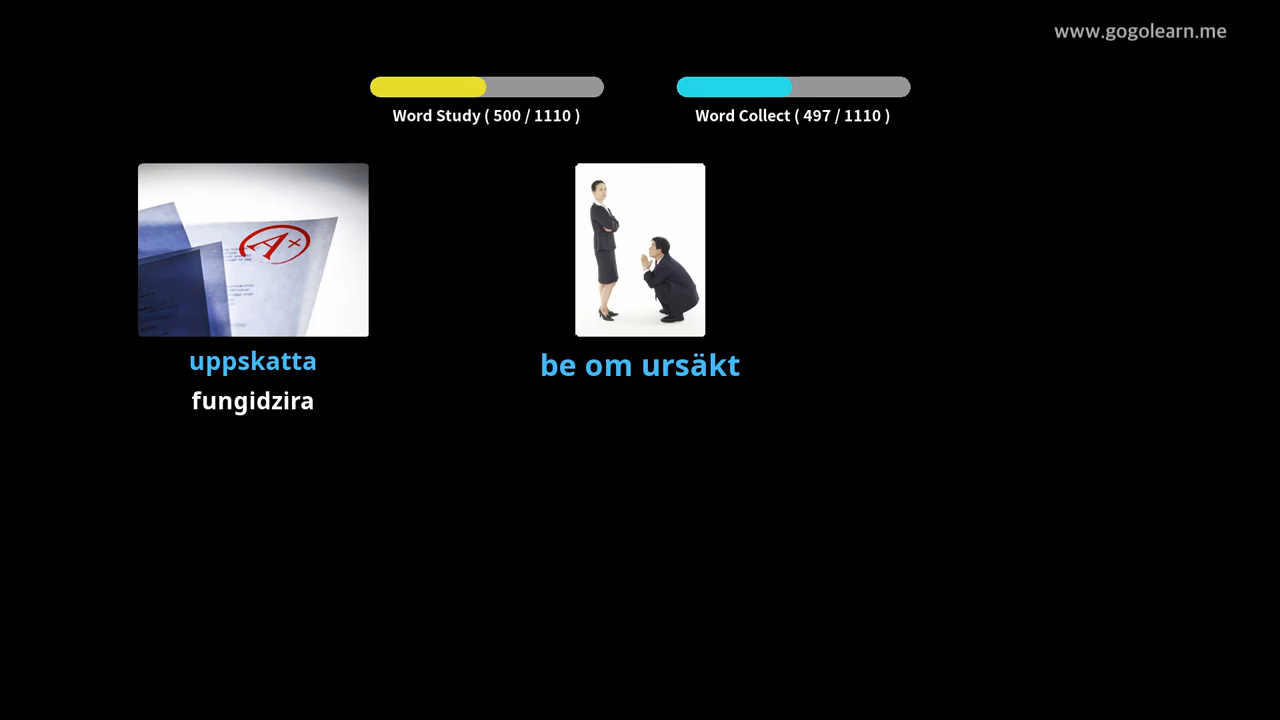 www.gogolearn.me
Word Study ( 500 / 1110 )
Word Collect ( 497 / 1110 )
A+
uppskatta
fungidzira
be om ursäkt